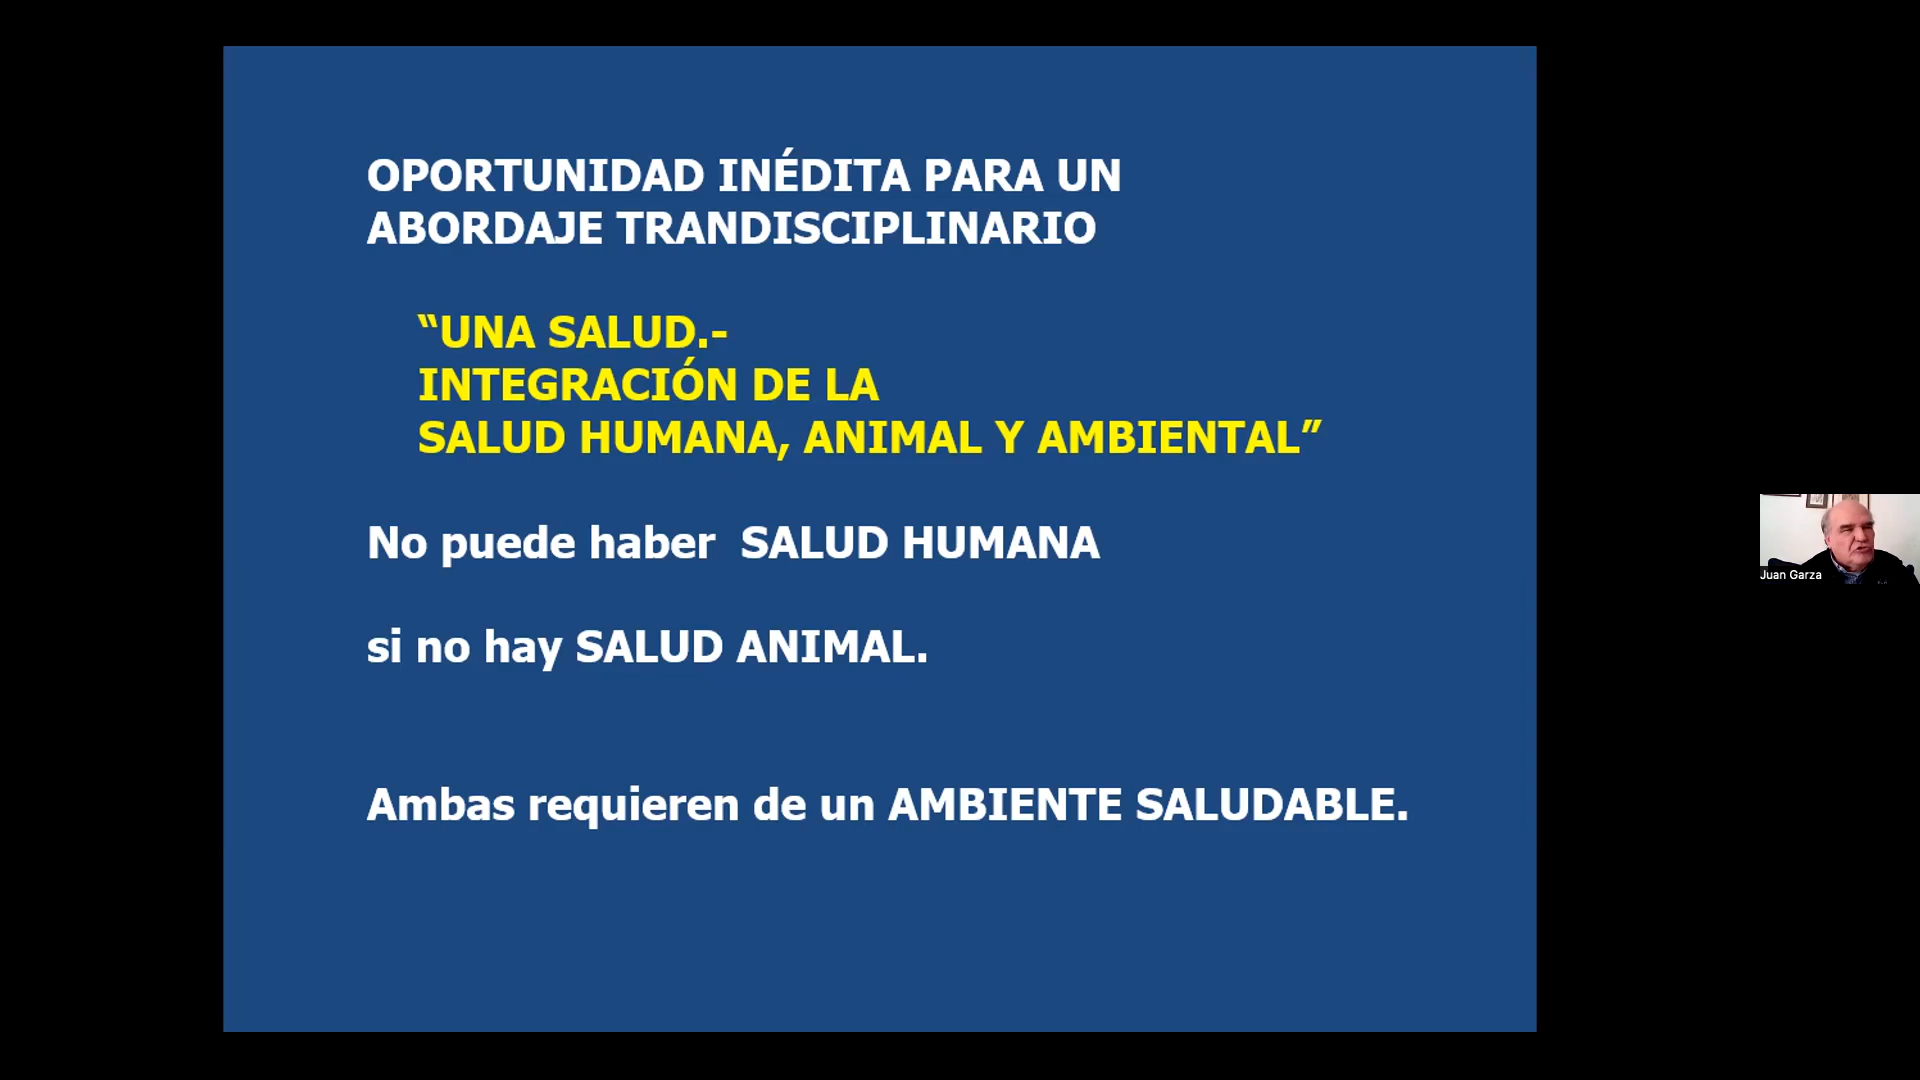 OPORTUNIDAD INÉDITA PARA UN
ABORDAJE TRANDISCIPLINARIO
“UNA SALUD.-
INTEGRACIÓN DE LA
SALUD HUMANA, ANIMAL Y AMBIENTAL”
No puede haber  SALUD HUMANA
si no hay SALUD ANIMAL.
Ambas requieren de un AMBIENTE SALUDABLE.
Juan Garza